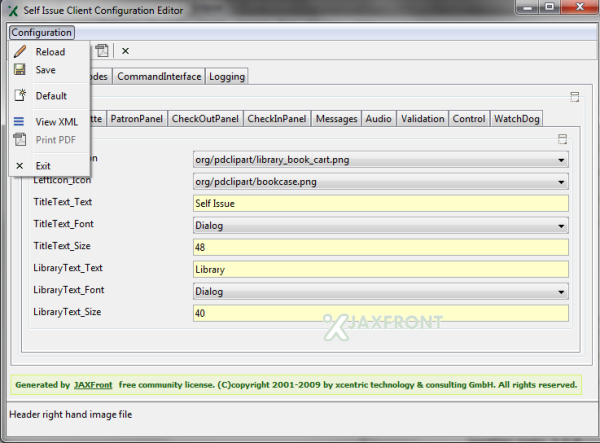 Self Issue Client Configuration Editor
Configuration
Reload
Save
Default
View XML
Print PDF
Exit
CommandInterface Logging
PatronPanel CheckOutPanel CheckInPanel Messages Audio Validation Control WatchDog
org/pdclipart/library_book_cart.png
LeftIcon_Icon org/pdclipart/bookcase.png
TitleText_Text Self Issue
TitleText_Font Dialog
TitleText_Size 48
LibraryText_Text Library
LibraryText_Font Dialog
LibraryText_Size 40
JAXFRONT
Generated by JAXFront free community license. (C)copyright 2001-2009 by xcentric technology & consulting GmbH. All rights reserved.
Header right hand image file